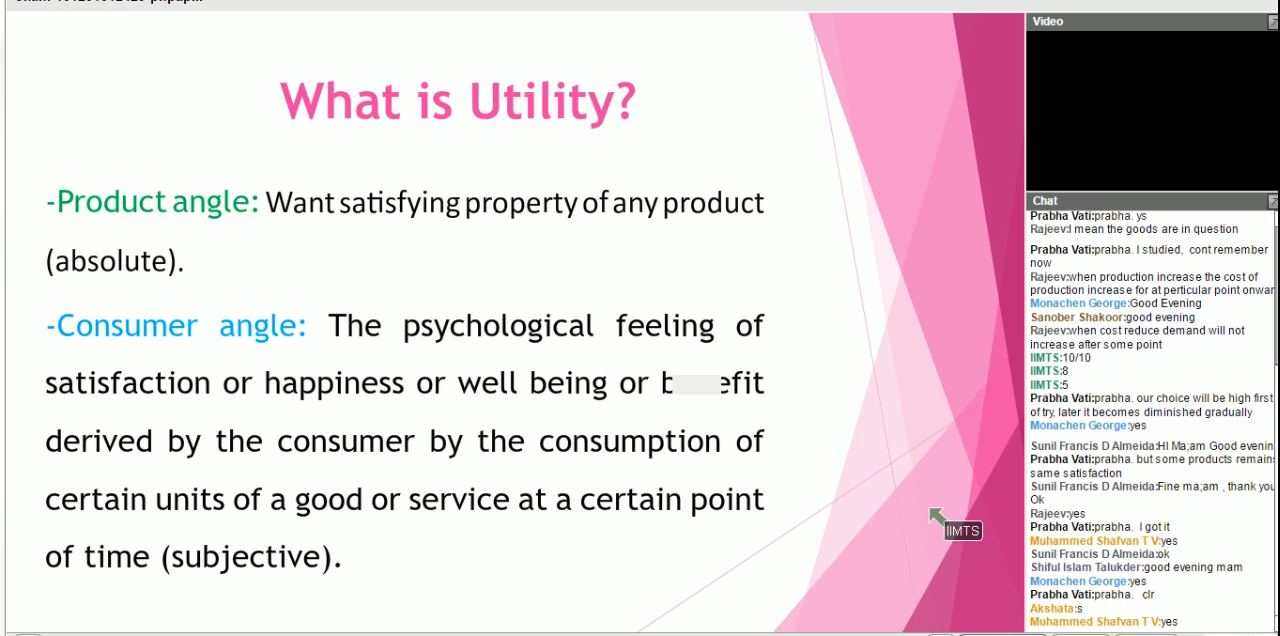 What is Utility?
-Product angle: Want satisfying property of any product
(absolute).
-Consumer angle: The psychological feeling of
satisfaction or happiness or well being or
derived by the consumer by the consumption of
certain units of a good or service at a certain point
of time (subjective).
IIMTS
Video
Chat
Prabha Vati:prabha. ys
Rajeev:I mean the goods are in question
Prabha Vati:prabha. I studied, cont remember
now
Rajeev:when production increase the cost of
production increase for at perticular point onwar
Monachen George:Good Evening
Sanober Shakoor:good evening
Rajeev:when cost reduce demand will not
increase after some point
IIMTS:10/10
IIMTS:8
IIMTS:5
Prabha Vati:prabha. our choice will be high first
of try, later it becomes diminished gradually
Monachen George:yes
Sunil Francis D Almeida:HI Ma;am Good evenin
Prabha Vati:prabha. but some products remain
same satisfaction
Sunil Francis D Almeida:Fine ma;am , thank you
Ok
Rajeev:yes
Prabha Vati:prabha. I got it
Muhammed Shafvan T V:yes
Sunil Francis D Almeida:ok
Shiful Islam Talukder:good evening mam
Monachen George:yes
Prabha Vati:prabha. clr
Akshata:s
Muhammed Shafvan T V:yes